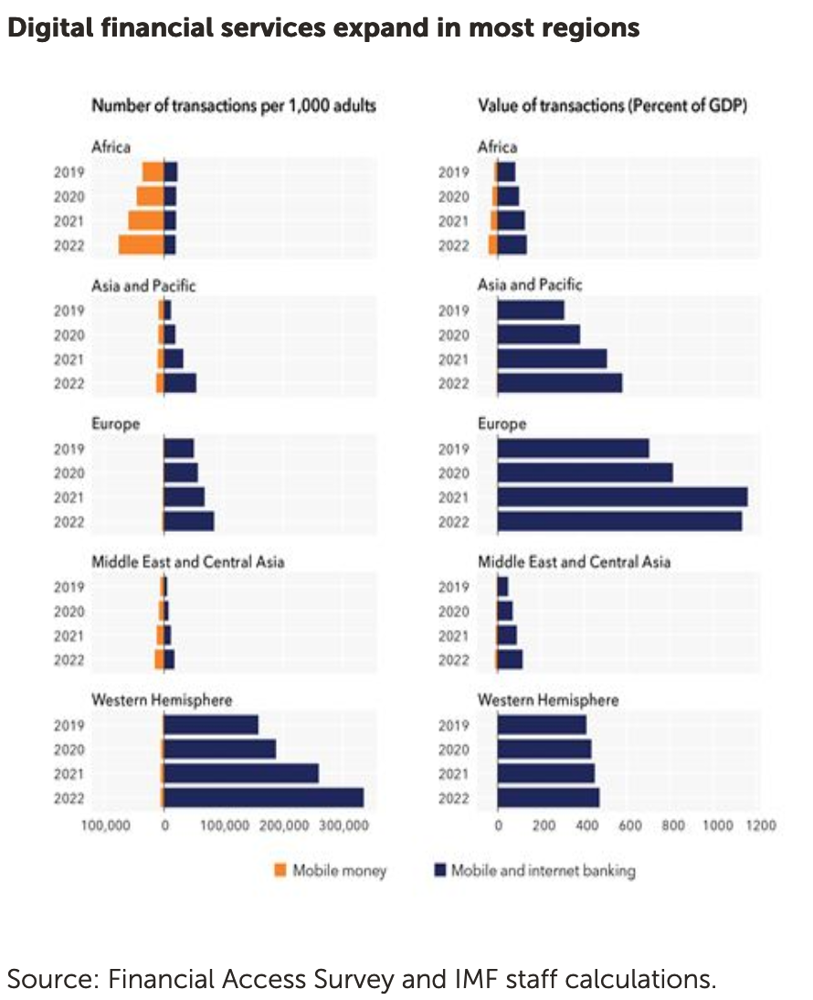 Digital financial services expand in most regions
Number of transactions per 1,000 adults
Africa
2019
2020
2021
2022
Asia and Pacific
2019
2020
2021
2022
Europe
2019
2020
2021
2022
Middle East and Central Asia
2019
2020
2021
2022
Western Hemisphere
2019
2020
2021
2022
100,000 0 100,000 200,000 300,000
Value of transactions (Percent of GDP)
Africa
2019
2020
2021
2022
Asia and Pacific
2019
2020
2021
2022
Europe
2019
2020
2021
2022
Middle East and Central Asia
2019
2020
2021
2022
Western Hemisphere
2019
2020
2021
2022
0 200 400 600 800 1000 1200
Mobile money Mobile and internet banking
Source: Financial Access Survey and IMF staff calculations.